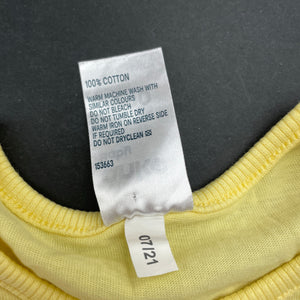 100% COTTON
WARM MACHINE WASH WITH
SIMILAR COLOURS
DO NOT BLEACH
DO NOT TUMBLE DRY
WARM IRON ON REVERSE SIDE
IF REQUIRED
DO NOT DRYCLEAN
153663
07/21